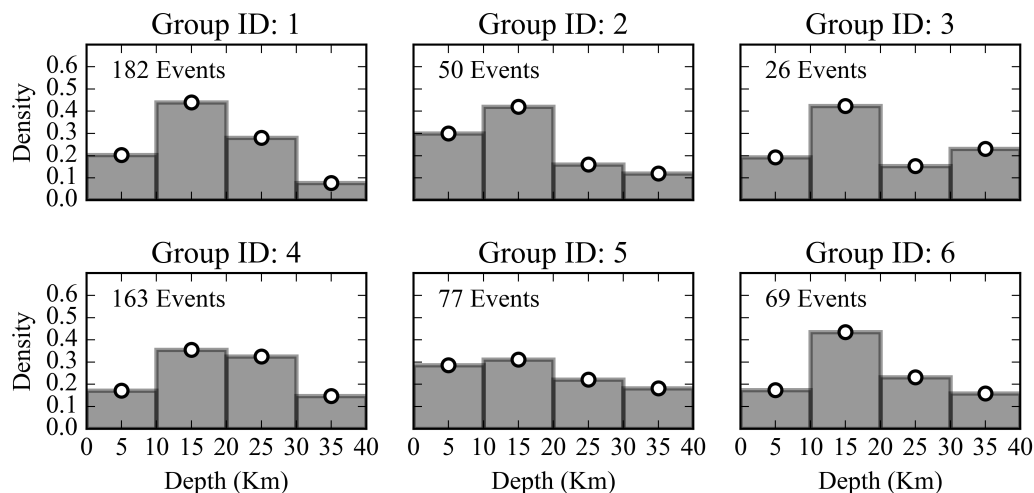 Group ID: 1
Group ID: 2
Group ID: 3
Density
0.6
0.5
0.4
0.3
0.2
0.1
0.0
182 Events
50 Events
26 Events
Group ID: 4
Group ID: 5
Group ID: 6
Density
0.6
0.5
0.4
0.3
0.2
0.1
0.0
163 Events
77 Events
69 Events
0 5 10 15 20 25 30 35 40
0 5 10 15 20 25 30 35 40
0 5 10 15 20 25 30 35 40
Depth (Km)
Depth (Km)
Depth (Km)